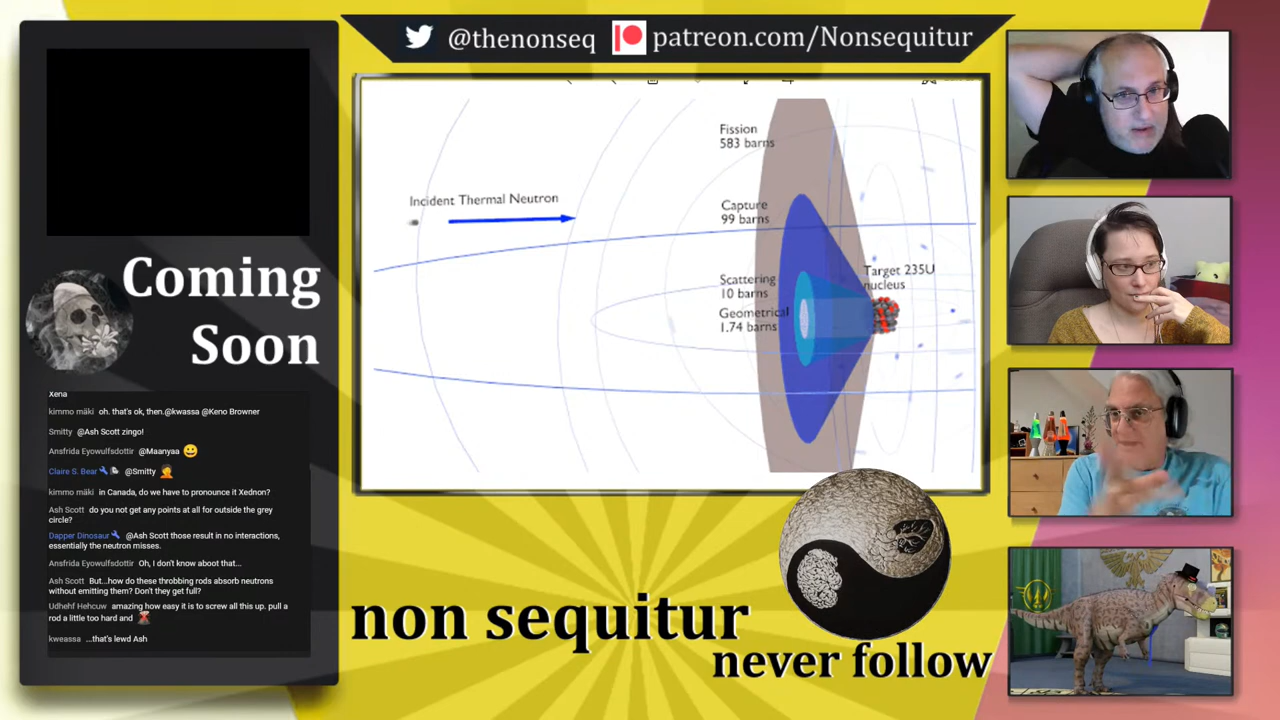 @thenonseq patreon.com/Nonsequitur
Coming
Soon
Xena
kimmo mäki oh. that's ok, then.@kwassa @Keno Browner
Smitty @Ash Scott zingo!
Ansfrida Eyowulfsdottir @Maanyaa 😀
Claire S. Bear @Smitty 🤦
kimmo mäki in Canada, do we have to pronounce it Xednon?
Ash Scott do you not get any points at all for outside the grey
circle?
Dapper Dinosaur @Ash Scott those result in no interactions,
essentially the neutron misses.
Ansfrida Eyowulfsdottir Oh, I don't know aboot that...
Ash Scott But...how do these throbbing rods absorb neutrons
without emitting them? Don't they get full?
Udhehf Hehcuw amazing how easy it is to screw all this up. pull a
rod a little too hard and
kweassa ...that's lewd Ash
Fission
583 barns
Incident Thermal Neutron
Capture
99 barns
Scattering
10 barns
Geometrical
1.74 barns
Target 235U
nucleus
non sequitur
never follow